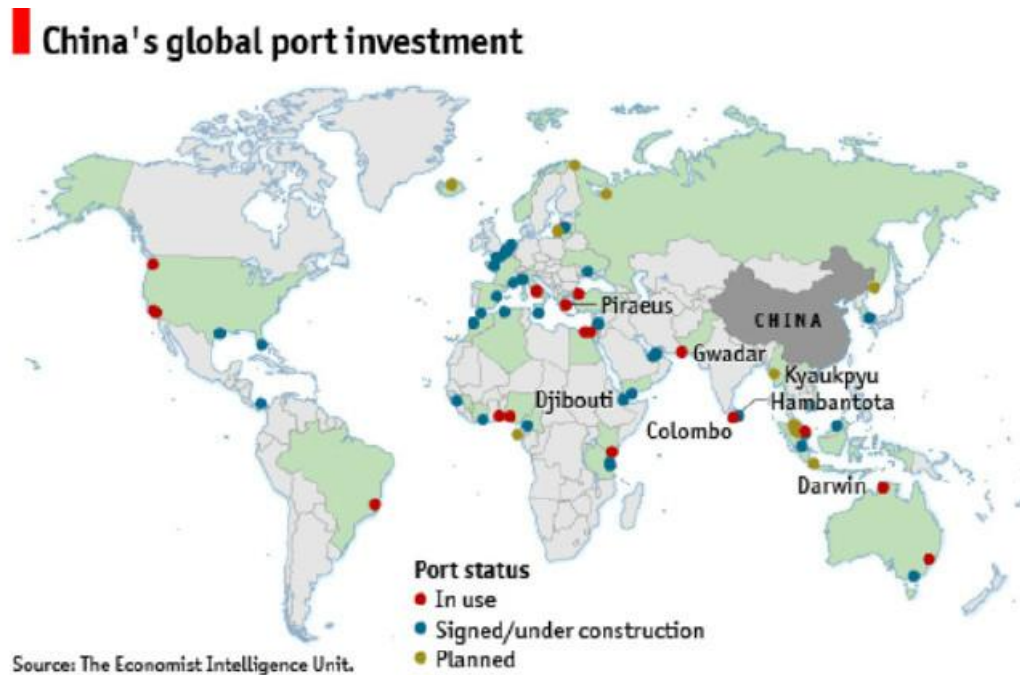 China's global port investment
Piraeus
CHINA
Gwadar
Kyaukpyu
Djibouti
Hambantota
Colombo
Darwin
Port status
In use
Signed/under construction
Planned
Source: The Economist Intelligence Unit.